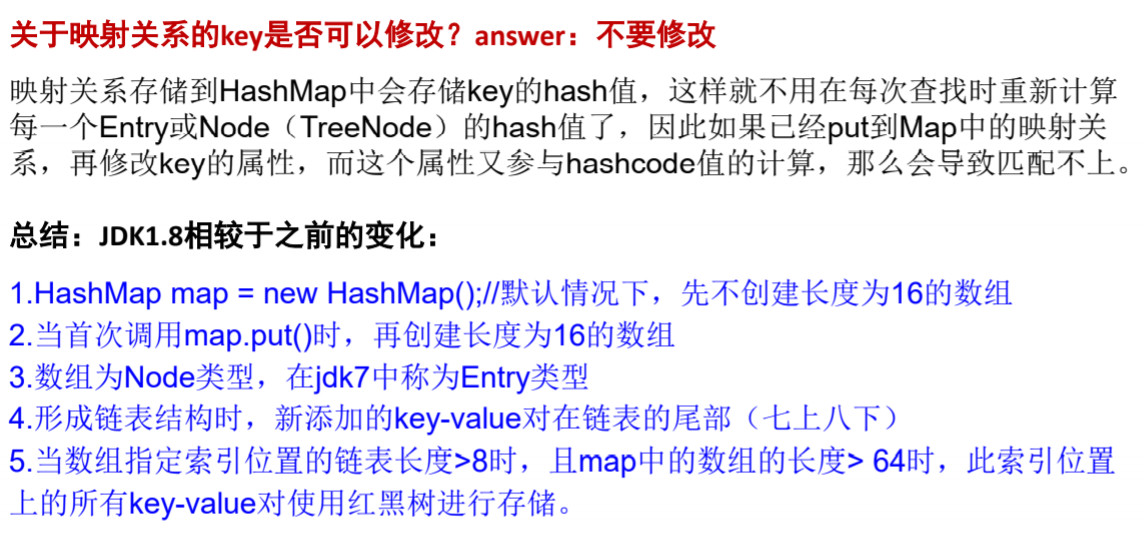 关于映射关系的key是否可以修改？answer：不要修改
映射关系存储到HashMap中会存储key的hash值，这样就不用在每次查找时重新计算
每一个Entry或Node（TreeNode）的hash值了，因此如果已经put到Map中的映射关
系，再修改key的属性，而这个属性又参与hashcode值的计算，那么会导致匹配不上。
总结：JDK1.8相较于之前的变化：
1.HashMap map = new HashMap();//默认情况下，先不创建长度为16的数组
2.当首次调用map.put()时，再创建长度为16的数组
3.数组为Node类型，在jdk7中称为Entry类型
4.形成链表结构时，新添加的key-value对在链表的尾部（七上八下）
5.当数组指定索引位置的链表长度>8时，且map中的数组的长度> 64时，此索引位置
上的所有key-value对使用红黑树进行存储。